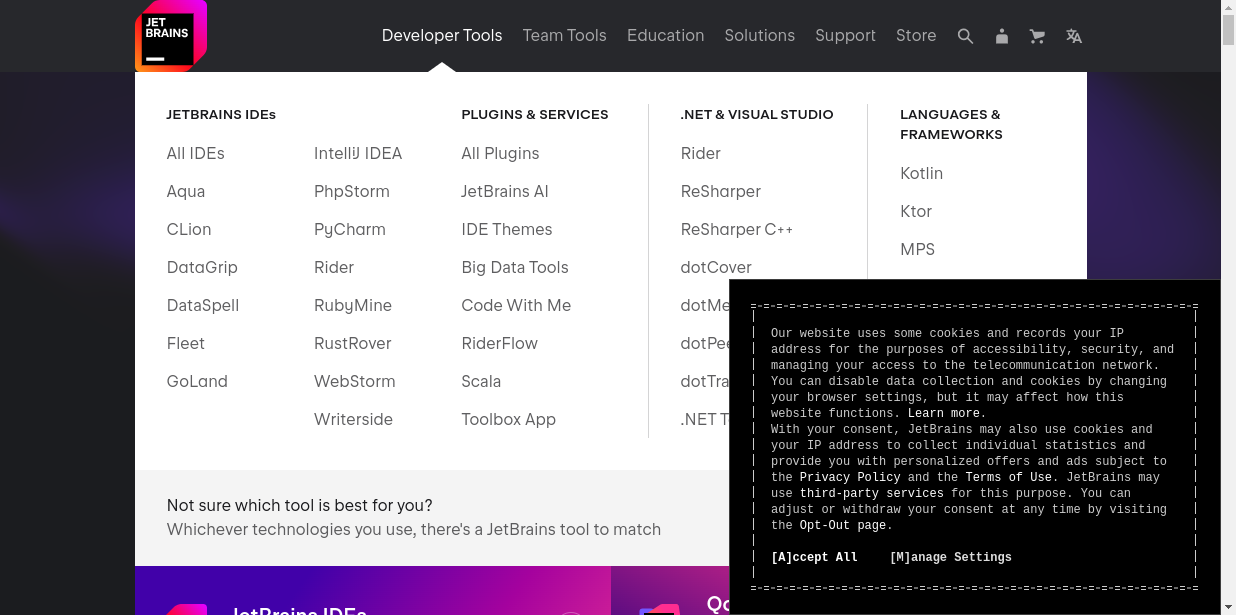 JET
BRAINS
Developer Tools
Team Tools
Education
Solutions
Support
Store
JETBRAINS IDEs
All IDEs
Aqua
CLion
DataGrip
DataSpell
Fleet
GoLand
IntelliJ IDEA
PhpStorm
PyCharm
Rider
RubyMine
RustRover
WebStorm
Writerside
PLUGINS & SERVICES
All Plugins
JetBrains AI
IDE Themes
Big Data Tools
Code With Me
RiderFlow
Scala
Toolbox App
.NET & VISUAL STUDIO
Rider
ReSharper
ReSharper C++
dotCover
.NET
LANGUAGES &
FRAMEWORKS
Kotlin
Ktor
MPS
Not sure which tool is best for you?
Whichever technologies you use, there's a JetBrains tool to match
JetBrains IDEs
Our website uses some cookies and records your IP
address for the purposes of accessibility, security, and
managing your access to the telecommunication network.
You can disable data collection and cookies by changing
your browser settings, but it may affect how this
website functions. Learn more.
With your consent, JetBrains may also use cookies and
your IP address to collect individual statistics and
provide you with personalized offers and ads subject to
the Privacy Policy and the Terms of Use. JetBrains may
use third-party services for this purpose. You can
adjust or withdraw your consent at any time by visiting
the Opt-Out page.
[A]ccept All
[M]anage Settings